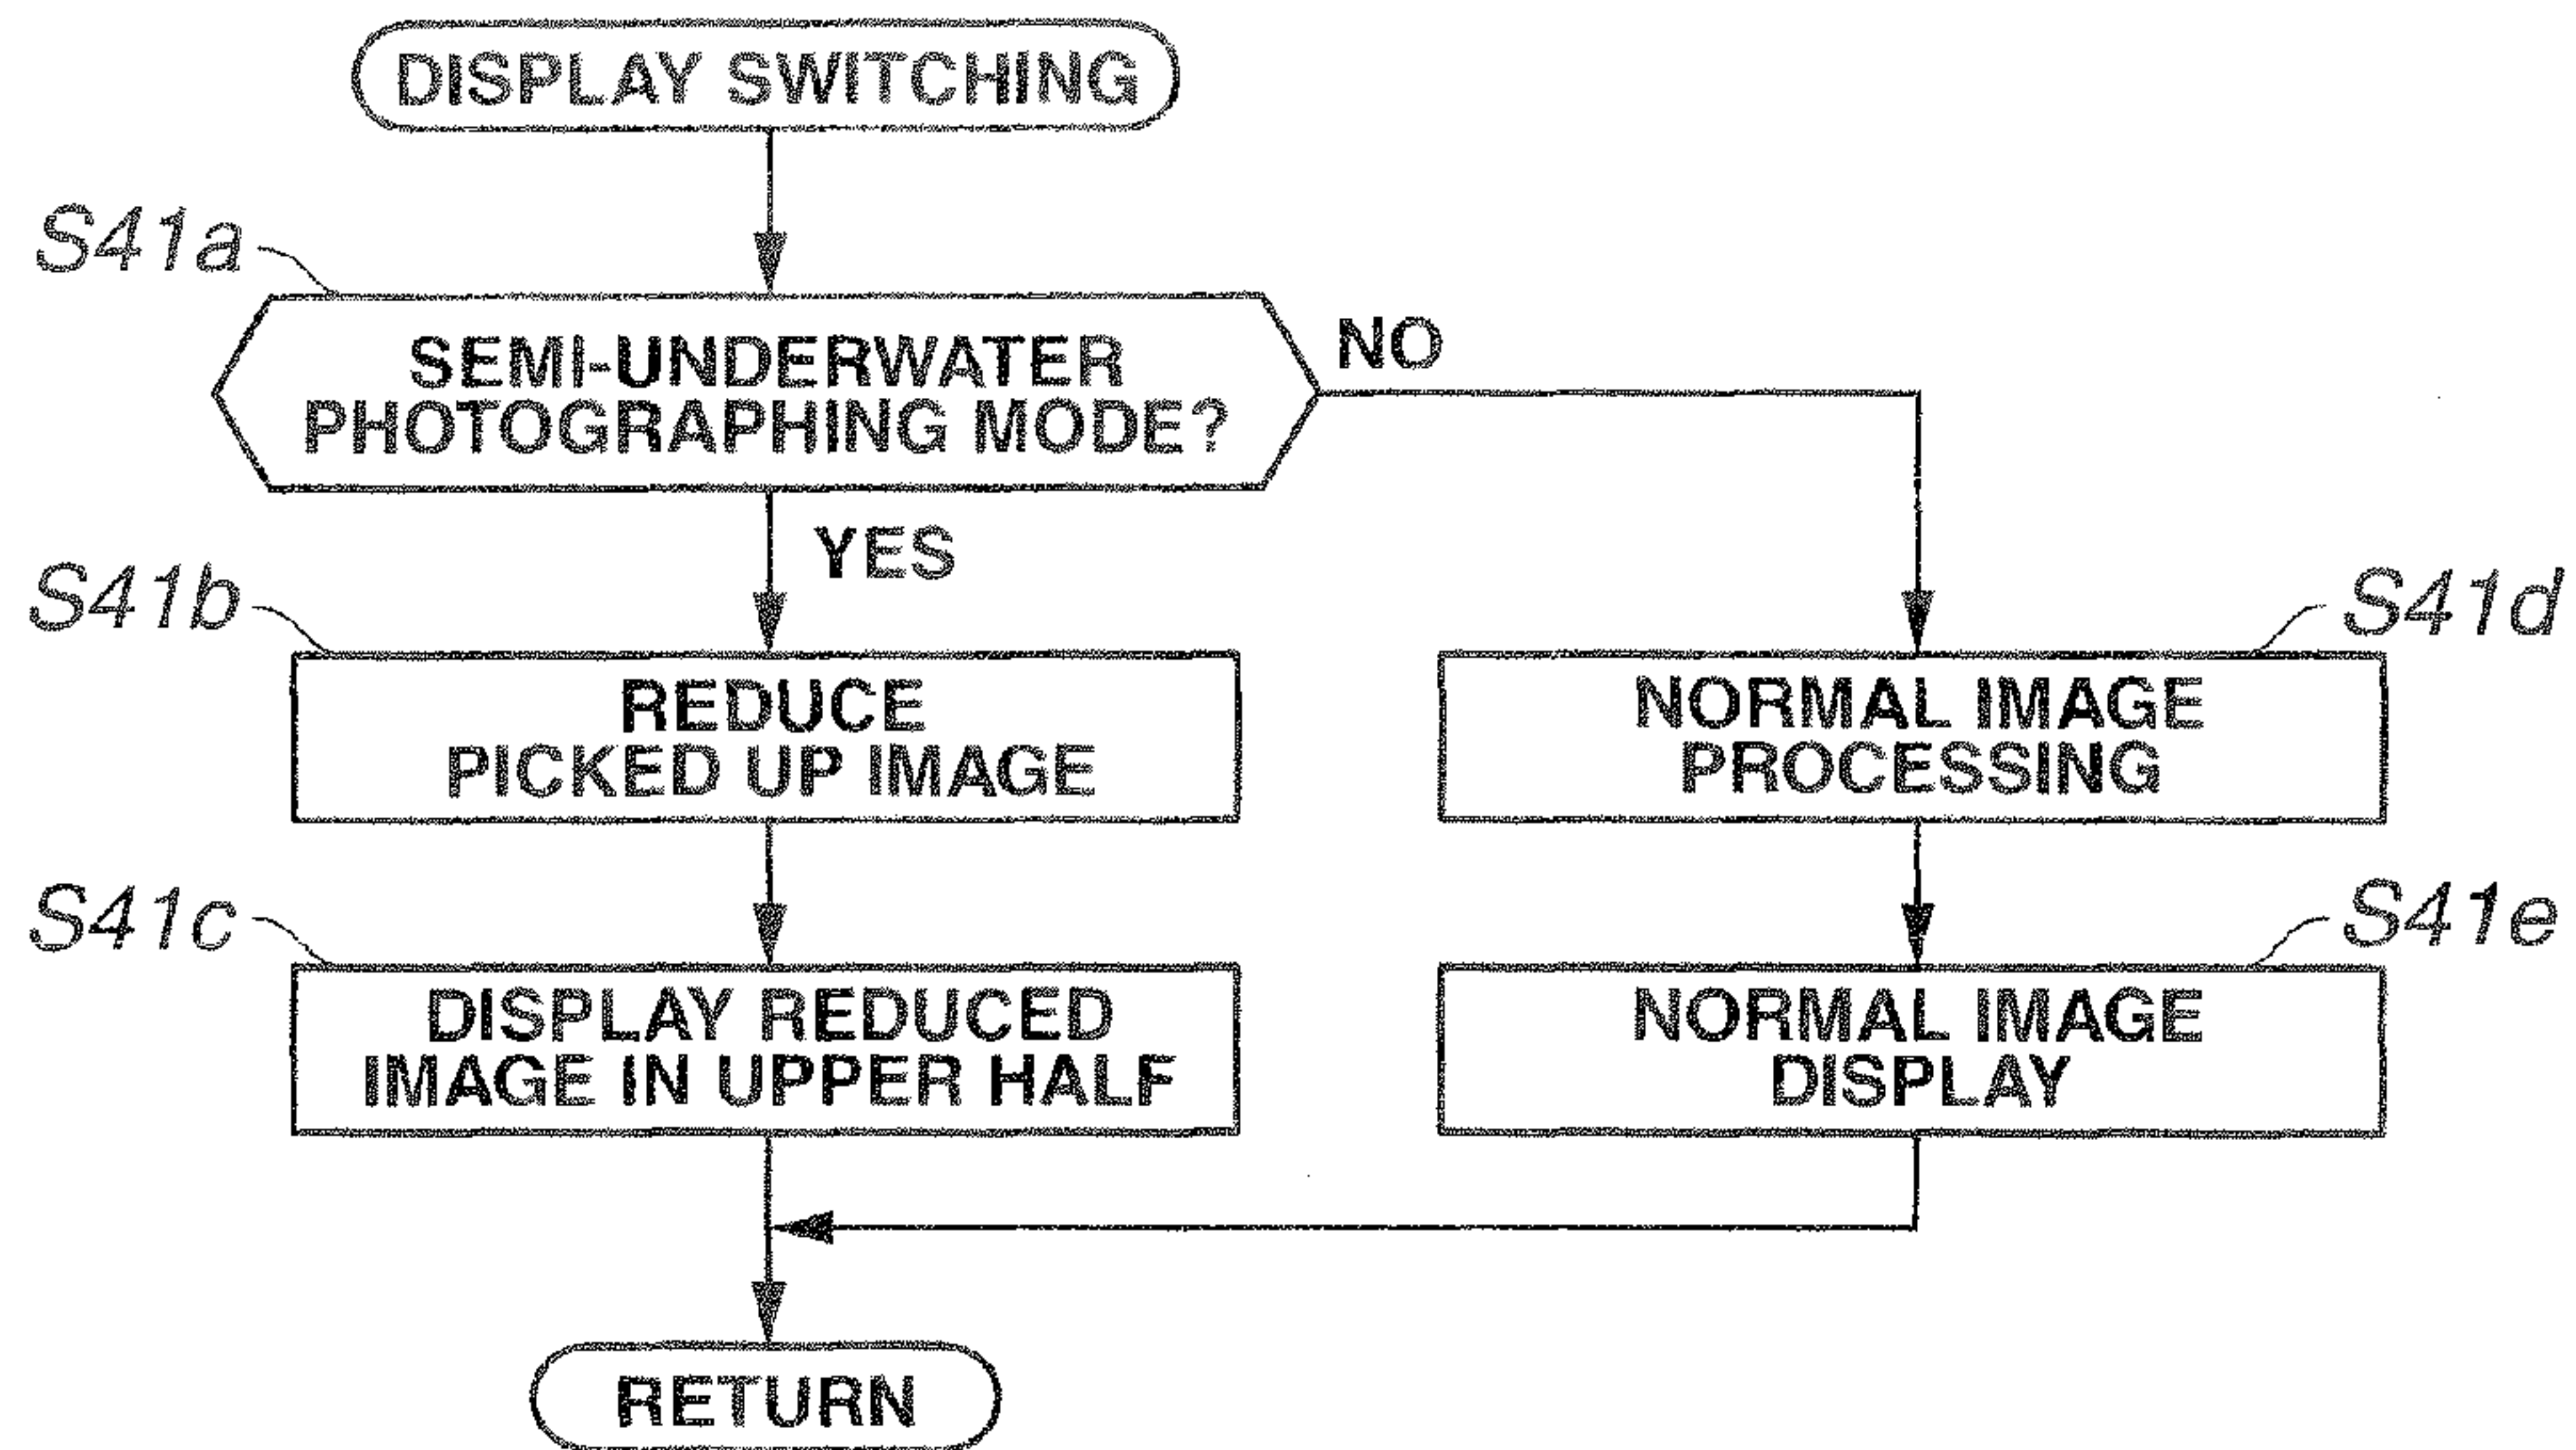 DISPLAY SWITCHING
S41a
SEMI-UNDERWATER
PHOTOGRAPHING MODE?
NO
YES
S41b
REDUCE
PICKED UP IMAGE
S41d
NORMAL IMAGE
PROCESSING
S41c
DISPLAY REDUCED
IMAGE IN UPPER HALF
S41e
NORMAL IMAGE
DISPLAY
RETURN